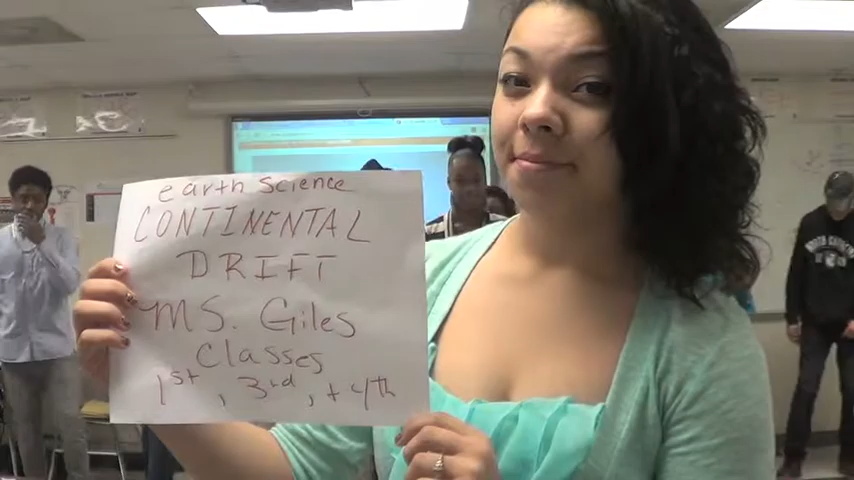 earth Science
CONTINENTAL
DRIFT
MS. Giles
Classes
1st, 3rd, + 4th